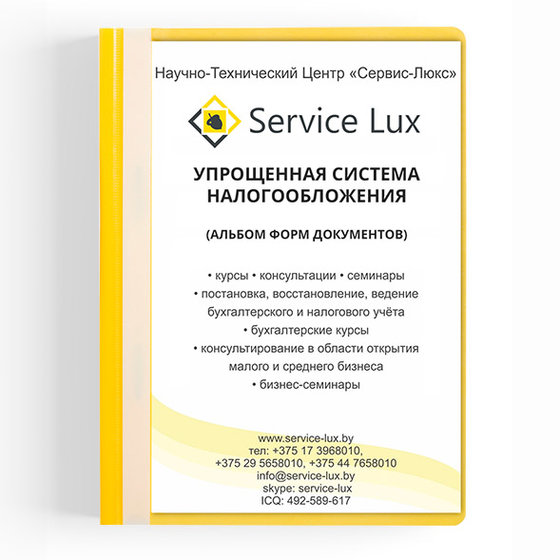 Научно-Технический Центр «Сервис-Люкс»
Service Lux
УПРОЩЕННАЯ СИСТЕМА
НАЛОГООБЛОЖЕНИЯ
(АЛЬБОМ ФОРМ ДОКУМЕНТОВ)
• курсы • консультации • семинары
• постановка, восстановление, ведение
бухгалтерского и налогового учёта
• бухгалтерские курсы
• консультирование в области открытия
малого и среднего бизнеса
• бизнес-семинары
www.service-lux.by
тел: +375 17 3968010,
+375 29 5658010, +375 44 7658010
info@service-lux.by
skype: service-lux
ICQ: 492-589-617